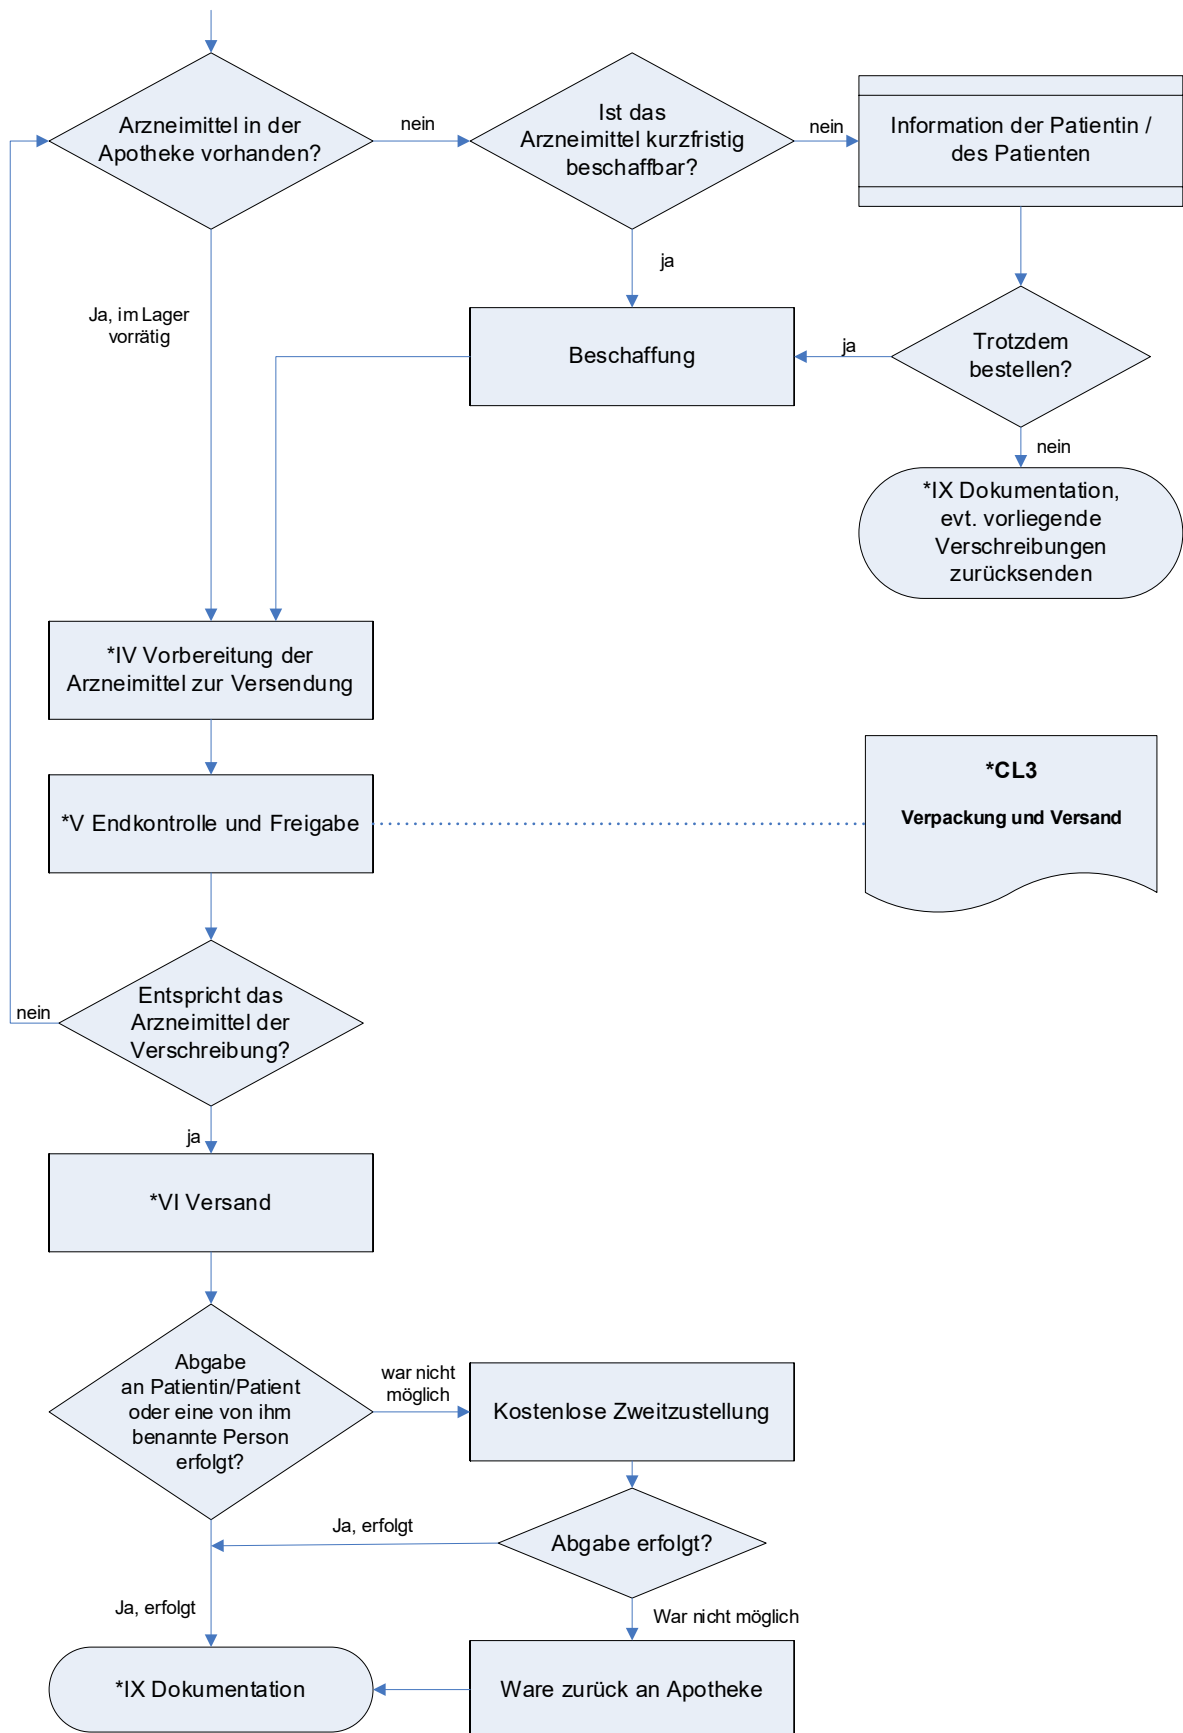 Arzneimittel in der
Apotheke vorhanden?
nein
Ist das
Arzneimittel kurzfristig
beschaffbar?
nein
Information der Patientin /
des Patienten
ja
Ja, im Lager
vorrätig
Beschaffung
ja
Trotzdem
bestellen?
nein
*IX Dokumentation,
evt. vorliegende
Verschreibungen
zurücksenden
*IV Vorbereitung der
Arzneimittel zur Versendung
*V Endkontrolle und Freigabe
*CL3
Verpackung und Versand
Entspricht das
Arzneimittel der
Verschreibung?
nein
ja
*VI Versand
Abgabe
an Patientin/Patient
oder eine von ihm
benannte Person
erfolgt?
war nicht
möglich
Kostenlose Zweitzustellung
Ja, erfolgt
Abgabe erfolgt?
Ja, erfolgt
War nicht möglich
*IX Dokumentation
Ware zurück an Apotheke